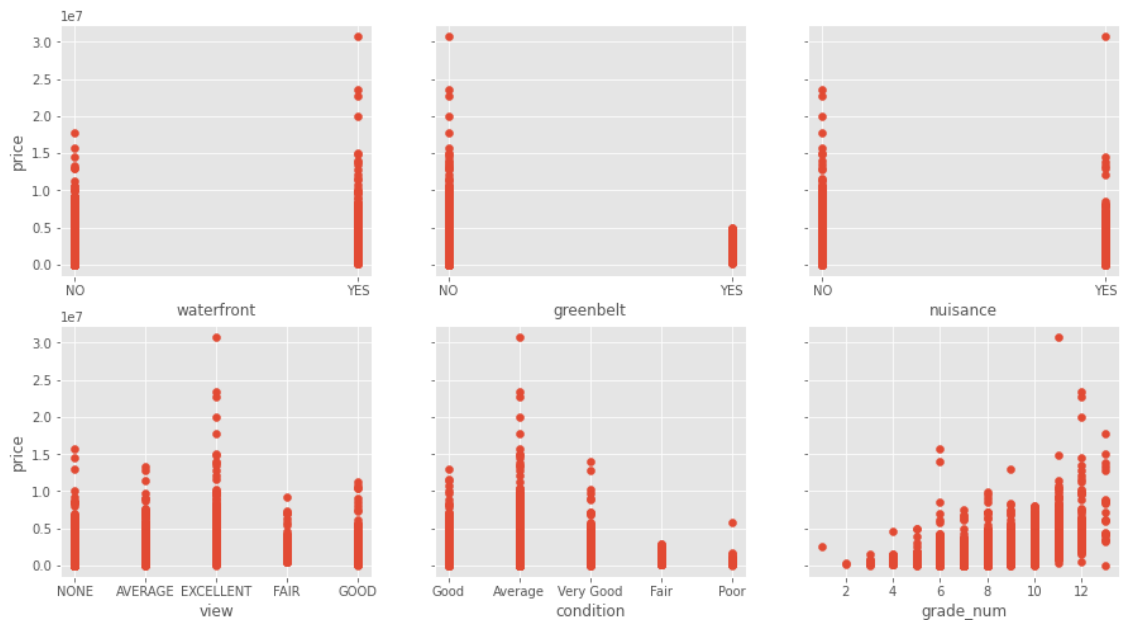 1e7
3.0
2.5
2.0
1.5
1.0
0.5
0.0
price
NO YES
waterfront
NO YES
greenbelt
NO YES
nuisance
1e7
3.0
2.5
2.0
1.5
1.0
0.5
0.0
price
NONE AVERAGE EXCELLENT FAIR GOOD
view
Good Average Very Good Fair Poor
condition
2 4 6 8 10 12
grade_num